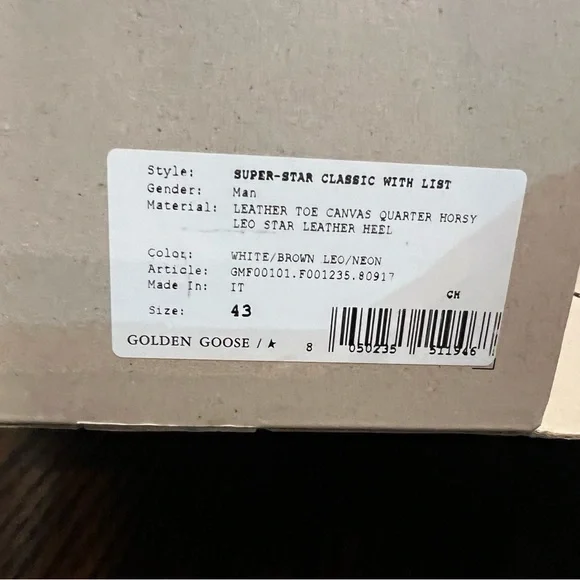 Style: SUPER-STAR CLASSIC WITH LIST
Gender: Man
Material: LEATHER TOE CANVAS QUARTER HORSY
LEO STAR LEATHER HEEL
Color: WHITE/BROWN LEO/NEON
Article: GMF00101.F001235.80917
Made In: IT
CH
Size: 43
GOLDEN GOOSE / ★ 8 050235 511946